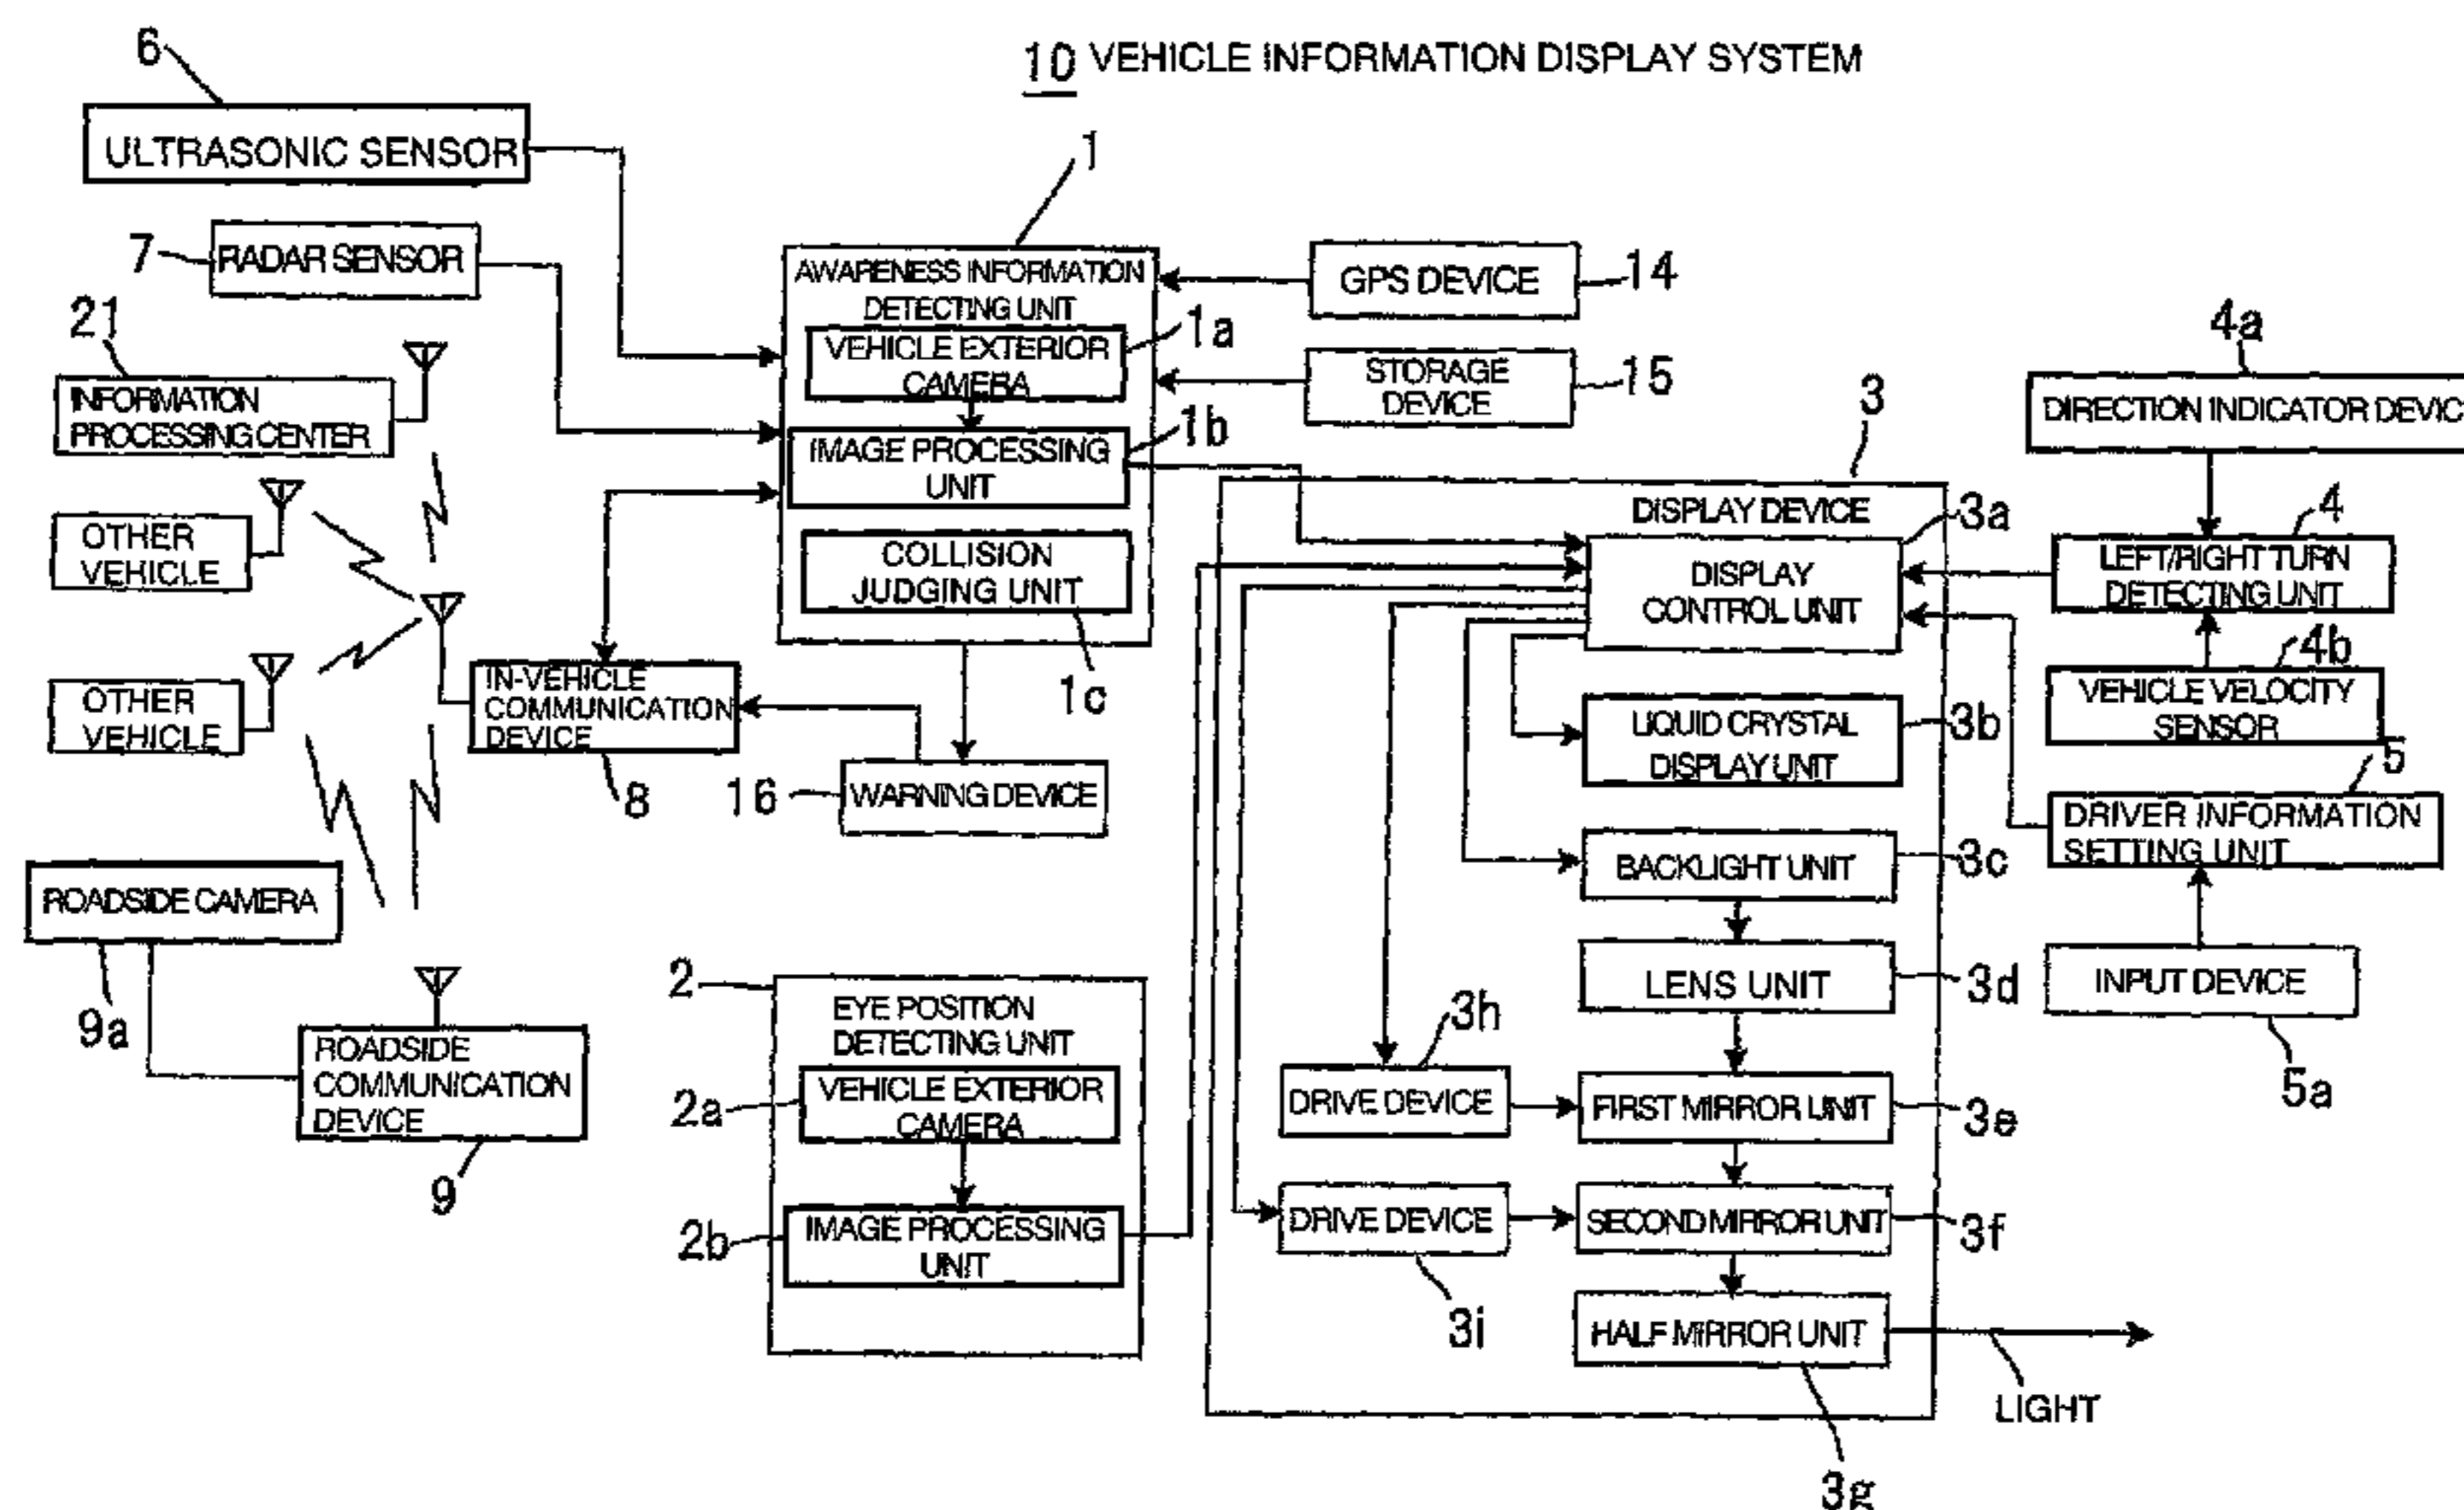 10 VEHICLE INFORMATION DISPLAY SYSTEM
6
ULTRASONIC SENSOR
7
RADAR SENSOR
21
INFORMATION
PROCESSING CENTER
OTHER
VEHICLE
OTHER
VEHICLE
ROADSIDE CAMERA
9a
ROADSIDE
COMMUNICATION
DEVICE
9
IN-VEHICLE
COMMUNICATION
DEVICE
8
1
AWARENESS INFORMATION
DETECTING UNIT
1a
VEHICLE EXTERIOR
CAMERA
1b
IMAGE PROCESSING
UNIT
COLLISION
JUDGING UNIT
1c
16
WARNING DEVICE
GPS DEVICE
14
STORAGE
DEVICE
15
2
EYE POSITION
DETECTING UNIT
2a
VEHICLE EXTERIOR
CAMERA
2b
IMAGE PROCESSING
UNIT
3
DISPLAY DEVICE
3a
DISPLAY
CONTROL UNIT
LIQUID CRYSTAL
DISPLAY UNIT
3b
BACKLIGHT UNIT
3c
LENS UNIT
3d
3h
DRIVE DEVICE
FIRST MIRROR UNIT
3e
DRIVE DEVICE
3i
SECOND MIRROR UNIT
3f
HALF MIRROR UNIT
3g
LIGHT
4a
DIRECTION INDICATOR DEVIC
4
LEFT/RIGHT TURN
DETECTING UNIT
4b
VEHICLE VELOCITY
SENSOR
5
DRIVER INFORMATION
SETTING UNIT
INPUT DEVICE
5a